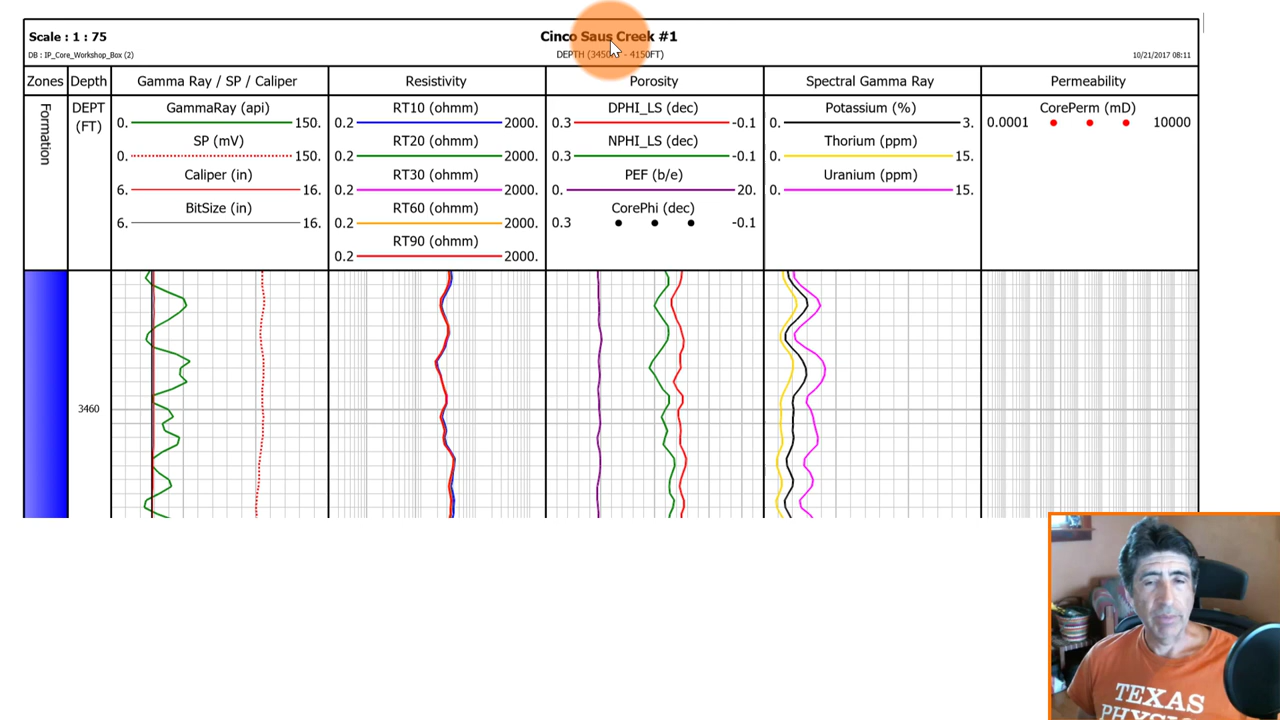 Scale : 1 : 75
Cinco Saus Creek #1
DB : IP_Core_Workshop_Box (2)
DEPTH - 4150FT)
10/21/2017 08:11
Zones Depth Gamma Ray / SP / Caliper Resistivity Porosity Spectral Gamma Ray Permeability
Formation
DEPT
(FT)
GammaRay (api)
0. 150.
SP (mV)
0. 150.
Caliper (in)
6. 16.
BitSize (in)
6. 16.
RT10 (ohmm)
0.2 2000.
RT20 (ohmm)
0.2 2000.
RT30 (ohmm)
0.2 2000.
RT60 (ohmm)
0.2 2000.
RT90 (ohmm)
0.2 2000.
DPHI_LS (dec)
0.3 -0.1
NPHI_LS (dec)
0.3 -0.1
PEF (b/e)
0. 20.
CorePhi (dec)
0.3 -0.1
Potassium (%)
0. 3.
Thorium (ppm)
0. 15.
Uranium (ppm)
0. 15.
CorePerm (mD)
0.0001 10000
3460
TEXAS